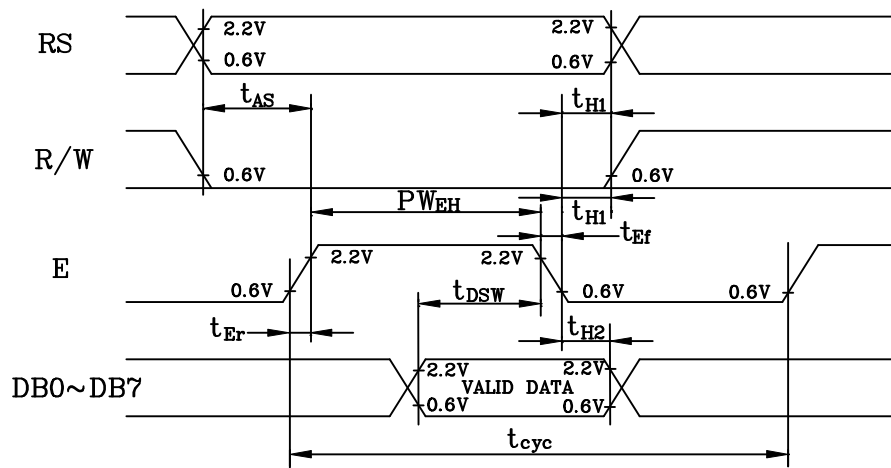 RS
2.2V
2.2V
0.6V
0.6V
tAS
tH1
R/W
0.6V
0.6V
PWEH
tH1
tEf
E
2.2V
2.2V
0.6V
0.6V
0.6V
tDSW
tEr
tH2
DB0~DB7
2.2V
VALID DATA
2.2V
0.6V
0.6V
tcyc